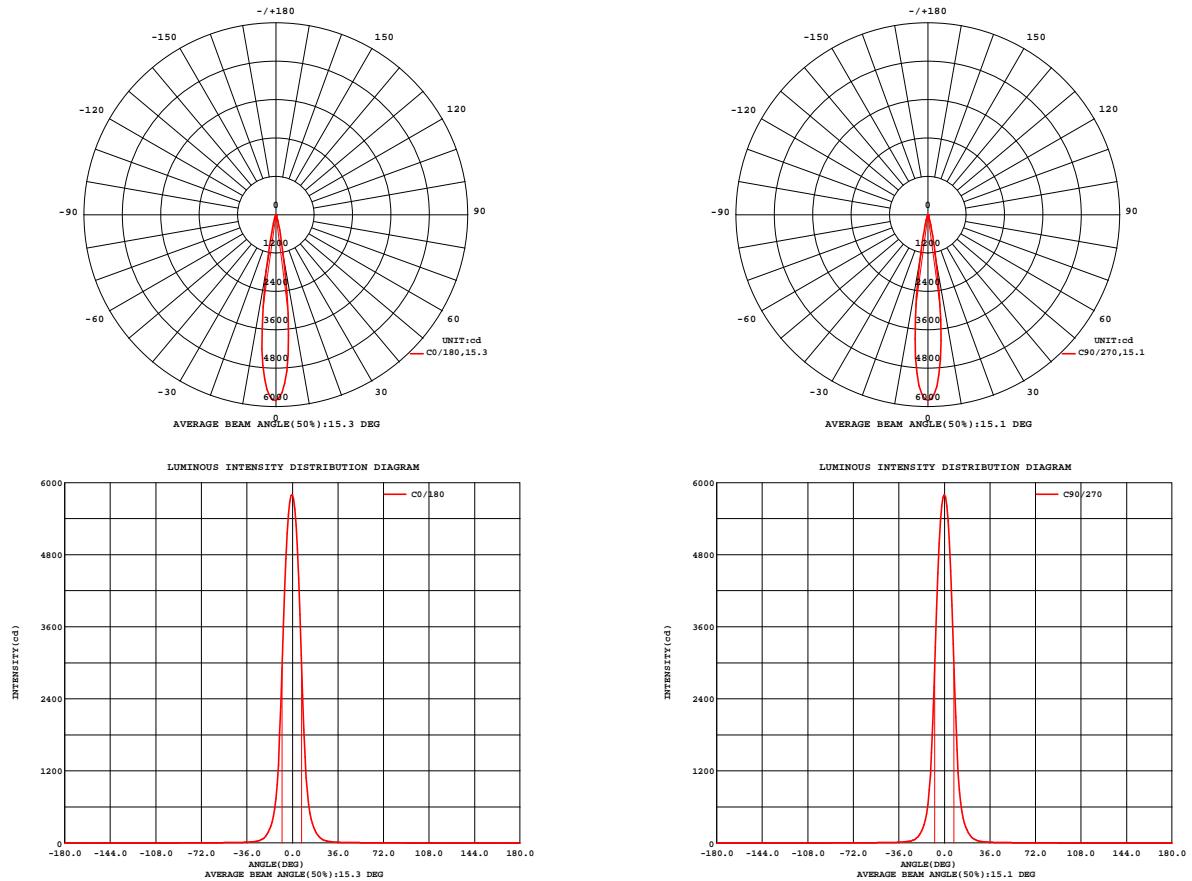 -/+180
-150 150
-120 120
-90 90
-60 60
-30 30
0
0
1200
2400
3600
4800
6000
UNIT:cd
C0/180,15.3
AVERAGE BEAM ANGLE(50%):15.3 DEG
-/+180
-150 150
-120 120
-90 90
-60 60
-30 30
0
0
1200
2400
3600
4800
6000
UNIT:cd
C90/270,15.1
AVERAGE BEAM ANGLE(50%):15.1 DEG
LUMINOUS INTENSITY DISTRIBUTION DIAGRAM
C0/180
INTENSITY(cd)
6000
4800
3600
2400
1200
0
-180.0 -144.0 -108.0 -72.0 -36.0 0.0 36.0 72.0 108.0 144.0 180.0
ANGLE(DEG)
AVERAGE BEAM ANGLE(50%):15.3 DEG
LUMINOUS INTENSITY DISTRIBUTION DIAGRAM
C90/270
INTENSITY(cd)
6000
4800
3600
2400
1200
0
-180.0 -144.0 -108.0 -72.0 -36.0 0.0 36.0 72.0 108.0 144.0 180.0
ANGLE(DEG)
AVERAGE BEAM ANGLE(50%):15.1 DEG